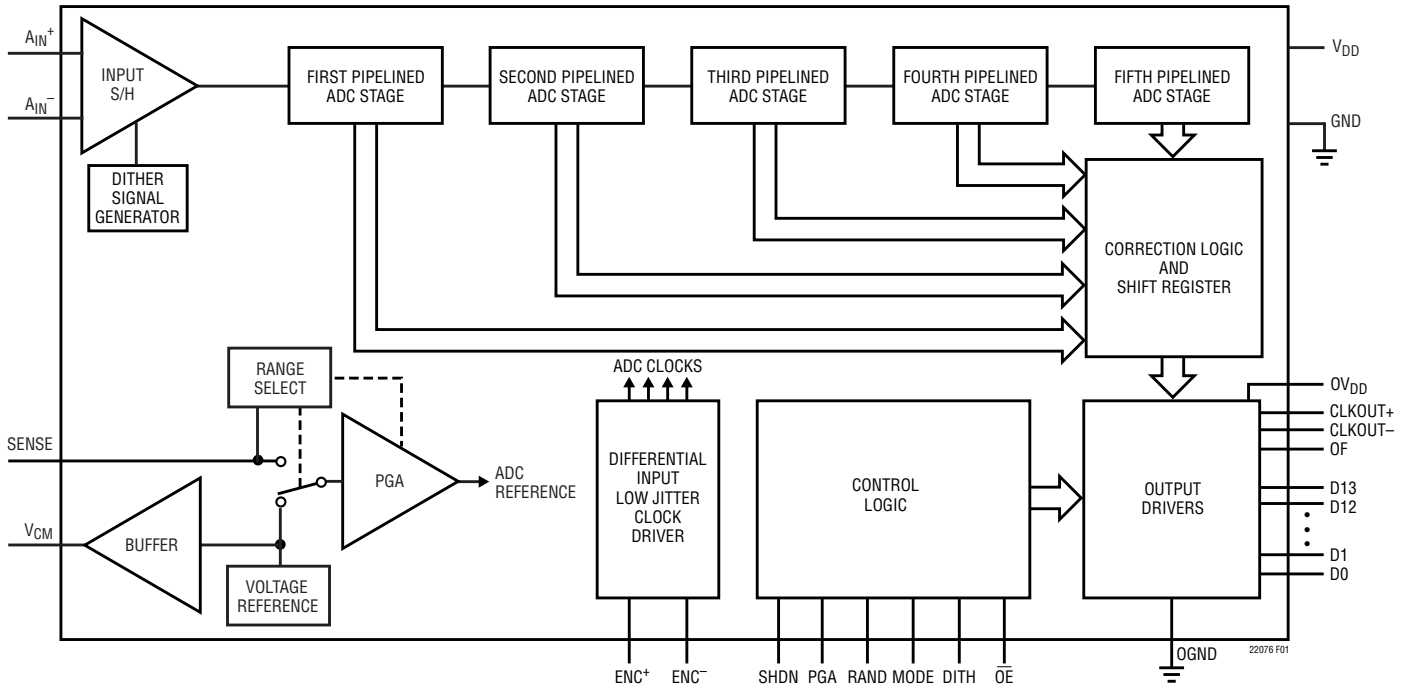 AIN+
AIN–
INPUT
S/H
DITHER
SIGNAL
GENERATOR
FIRST PIPELINED
ADC STAGE
SECOND PIPELINED
ADC STAGE
THIRD PIPELINED
ADC STAGE
FOURTH PIPELINED
ADC STAGE
FIFTH PIPELINED
ADC STAGE
VDD
GND
CORRECTION LOGIC
AND
SHIFT REGISTER
RANGE
SELECT
SENSE
PGA
ADC
REFERENCE
VCM
BUFFER
VOLTAGE
REFERENCE
ADC CLOCKS
DIFFERENTIAL
INPUT
LOW JITTER
CLOCK
DRIVER
ENC+
ENC–
CONTROL
LOGIC
SHDN
PGA
RAND
MODE
DITH
O̅E̅
OUTPUT
DRIVERS
OVDD
CLKOUT+
CLKOUT–
OF
D13
D12
D1
D0
OGND
22076 F01